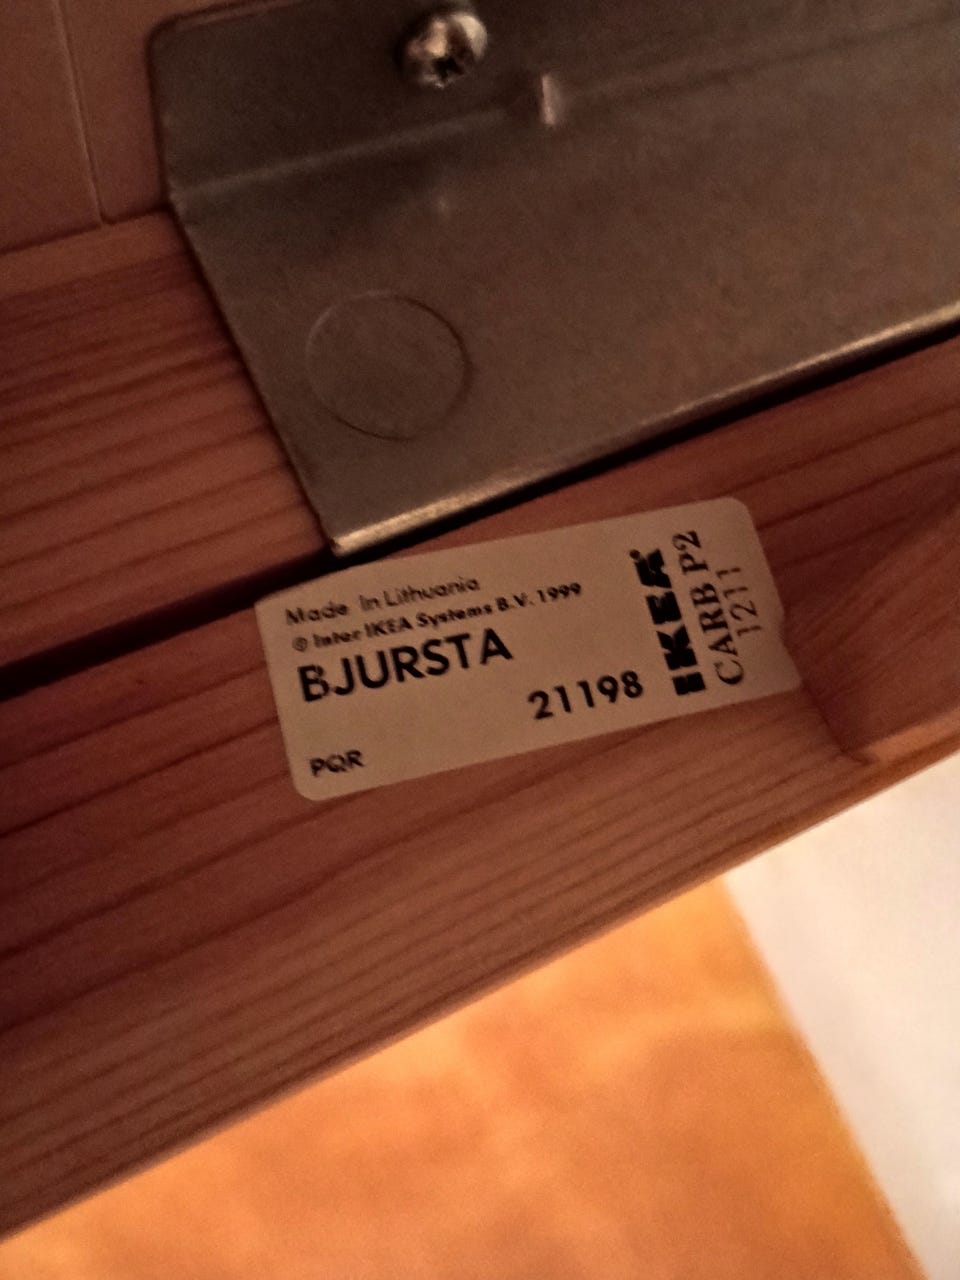 Made in Lithuania
© Inter IKEA Systems B.V. 1999
BJURSTA
21198
PQR
IKEA
CARB P2
1211